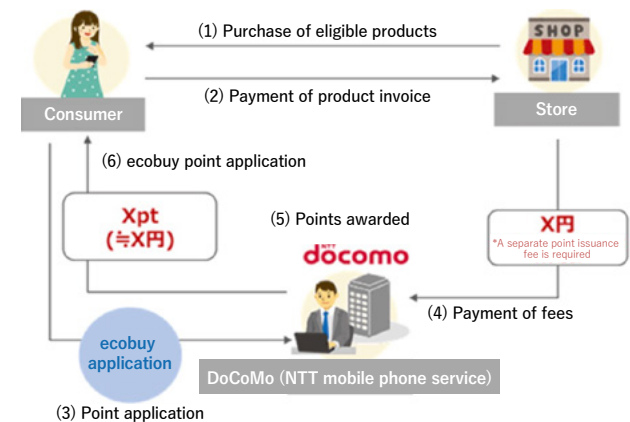 (1) Purchase of eligible products
SHOP
(2) Payment of product invoice
Consumer
Store
(6) ecobuy point application
Xpt
(≒X円)
(5) Points awarded
X円
*A separate point issuance
fee is required
NTT
döcomo
(4) Payment of fees
ecobuy
application
DoCoMo (NTT mobile phone service)
(3) Point application